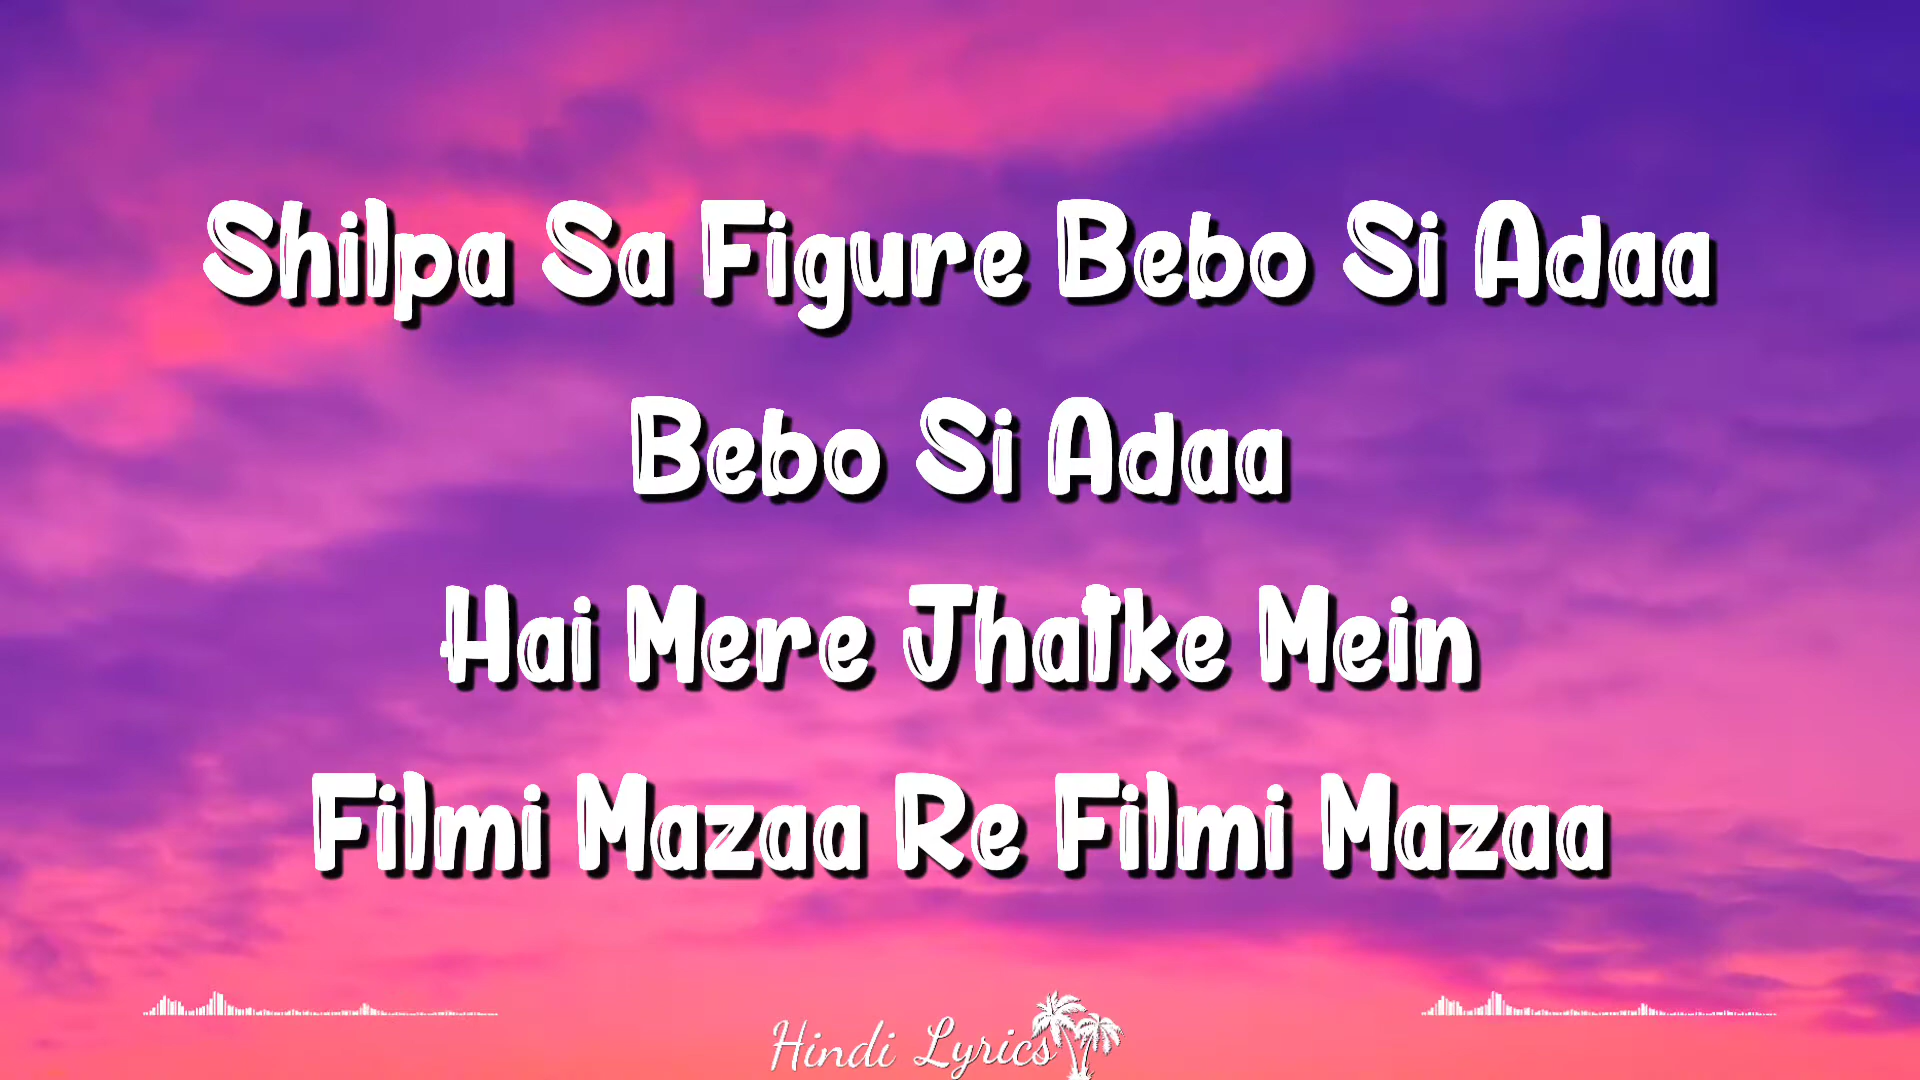 Shilpa Sa Figure Bebo Si Adaa
Bebo Si Adaa
Hai Mere Jhatke Mein
Filmi Mazaa Re Filmi Mazaa
Hindi Lyrics